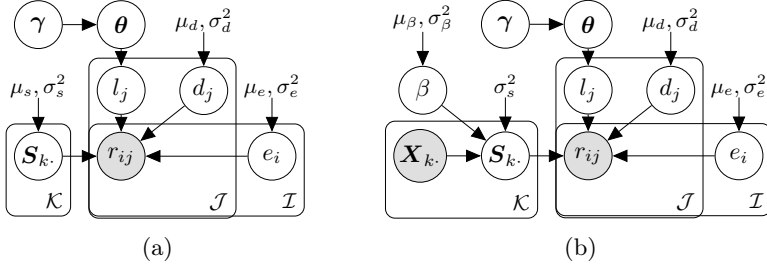 γ θ μ_d, σ_d^2
μ_s, σ_s^2 l_j d_j μ_e, σ_e^2
S_k· r_ij e_i
𝒦 𝒥 ℐ
(a)
μ_β, σ_β^2 γ θ μ_d, σ_d^2
β σ_s^2 l_j d_j μ_e, σ_e^2
X_k· S_k· r_ij e_i
𝒦 𝒥 ℐ
(b)